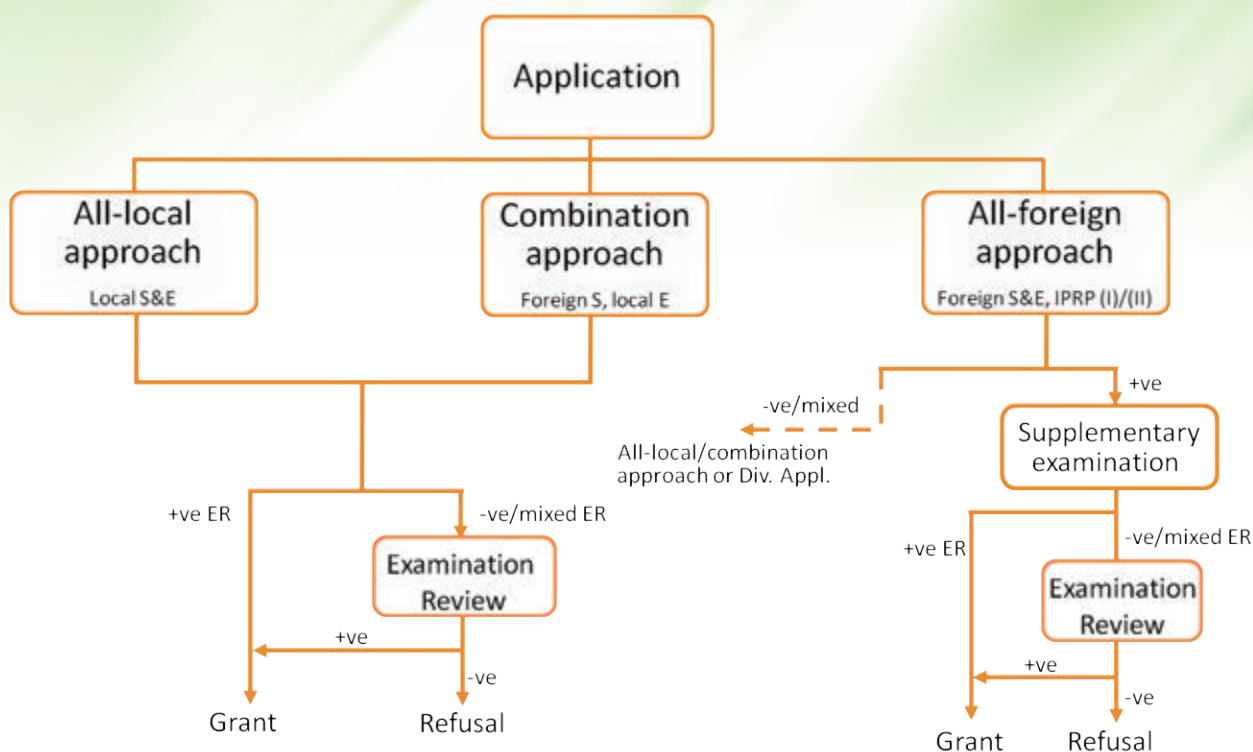 Application
All-local
approach
Local S&E
Combination
approach
Foreign S, local E
All-foreign
approach
Foreign S&E, IPRP (I)/(II)
-ve/mixed
All-local/combination
approach or Div. Appl.
+ve
Supplementary
examination
+ve ER
-ve/mixed ER
Examination
Review
+ve
-ve
Grant
Refusal
+ve ER
-ve/mixed ER
Examination
Review
+ve
-ve
Grant
Refusal